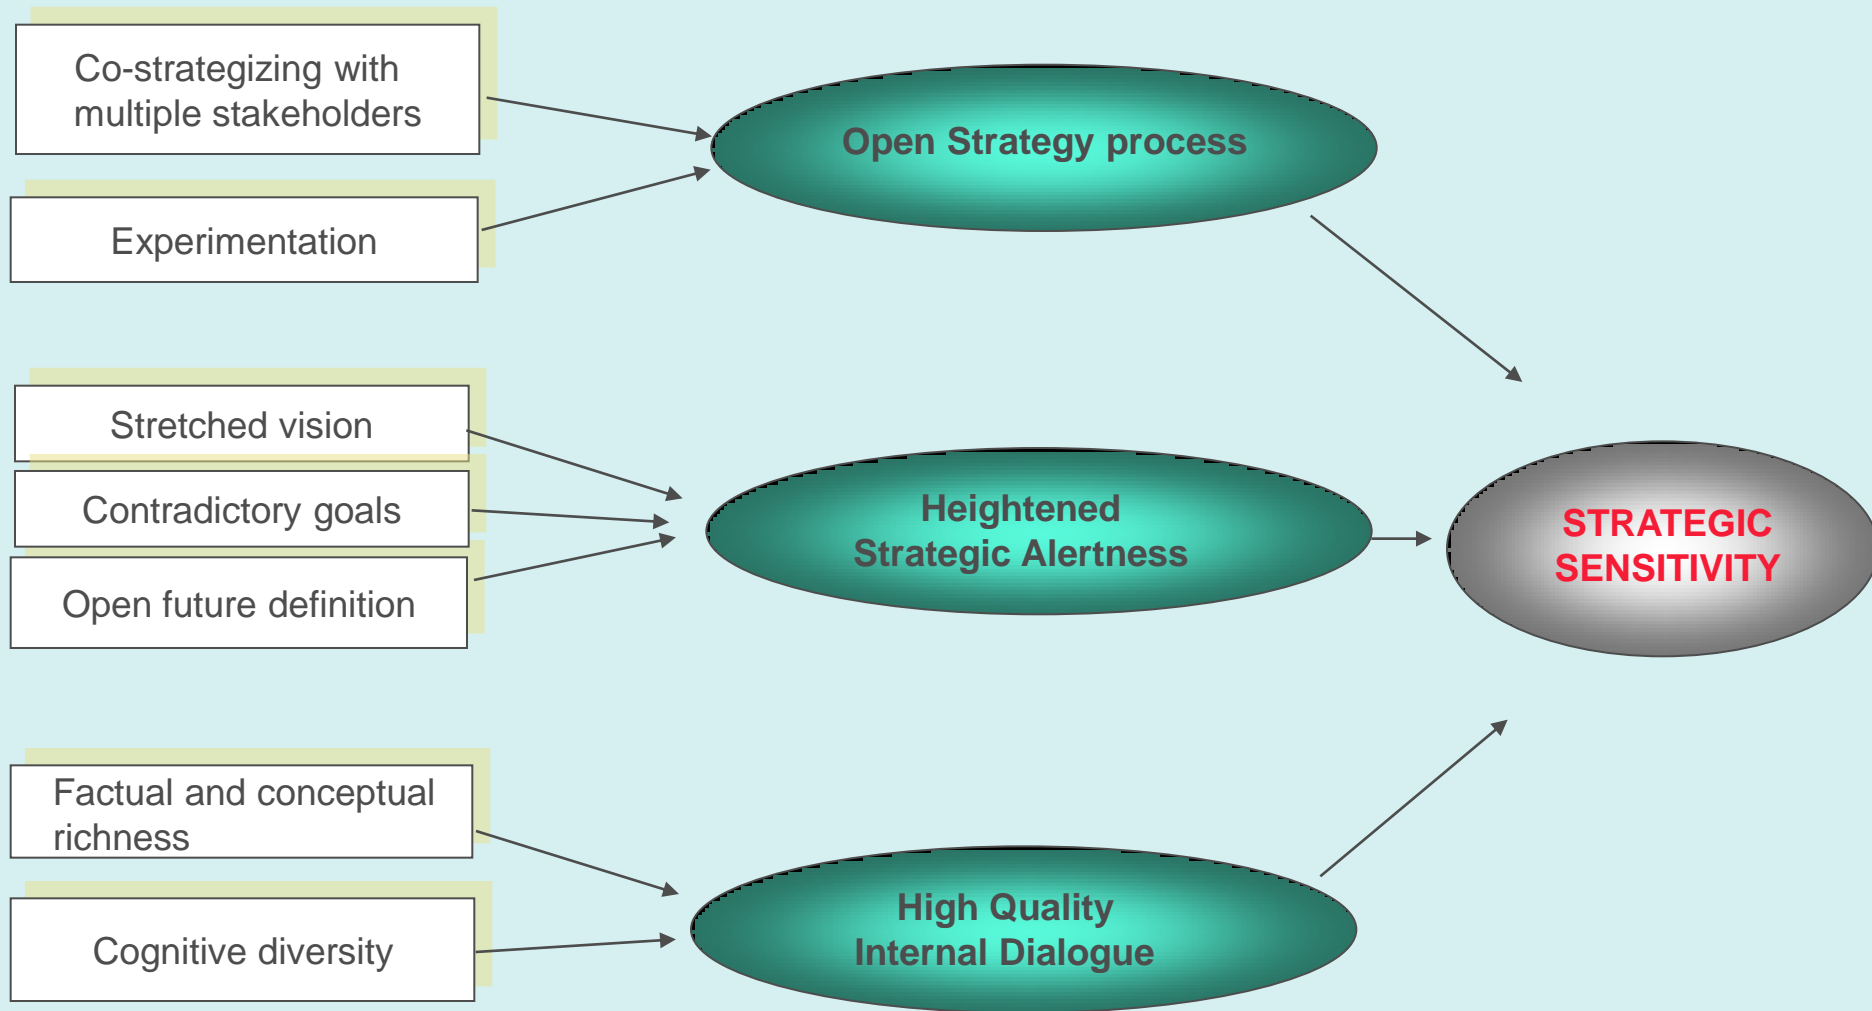 Co-strategizing with
multiple stakeholders
Open Strategy process
Experimentation
Stretched vision
Contradictory goals
Open future definition
Heightened
Strategic Alertness
STRATEGIC
SENSITIVITY
Factual and conceptual
richness
Cognitive diversity
High Quality
Internal Dialogue